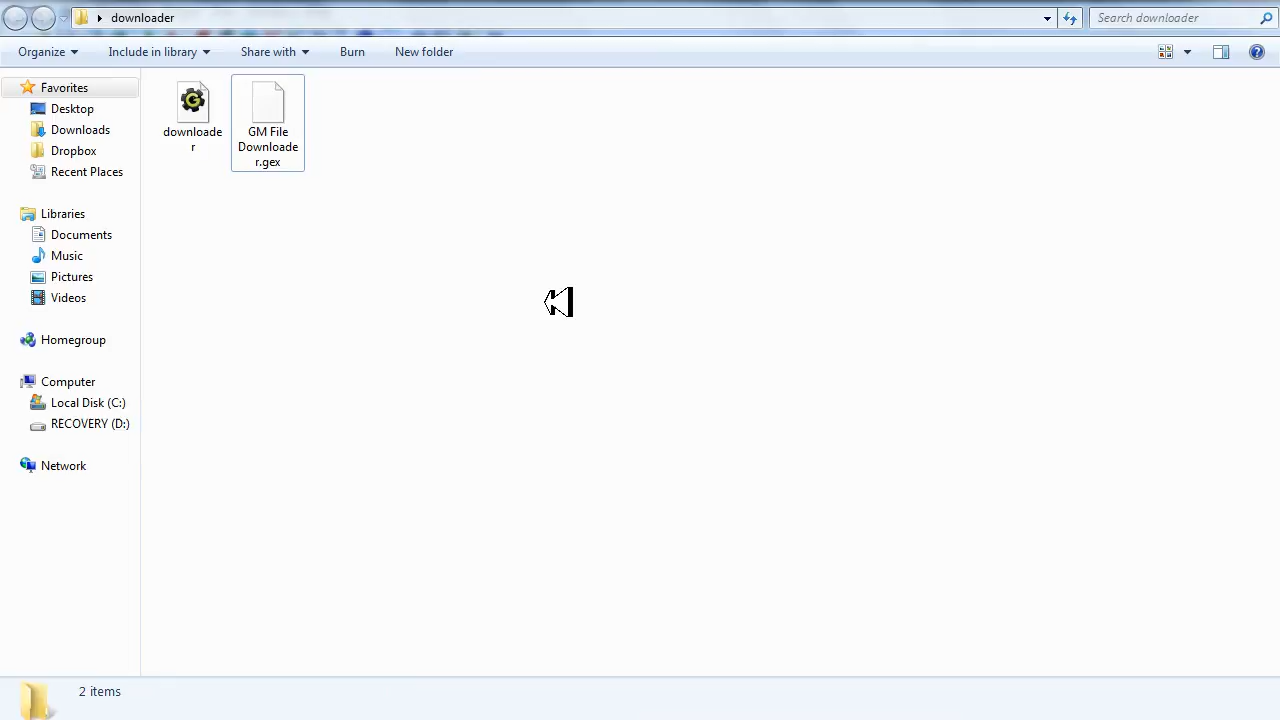 downloader
Search downloader
Organize
Include in library
Share with
Burn
New folder
Favorites
Desktop
Downloads
Dropbox
Recent Places
Libraries
Documents
Music
Pictures
Videos
Homegroup
Computer
Local Disk (C:)
RECOVERY (D:)
Network
downloade
r
GM File
Downloade
r.gex
2 items